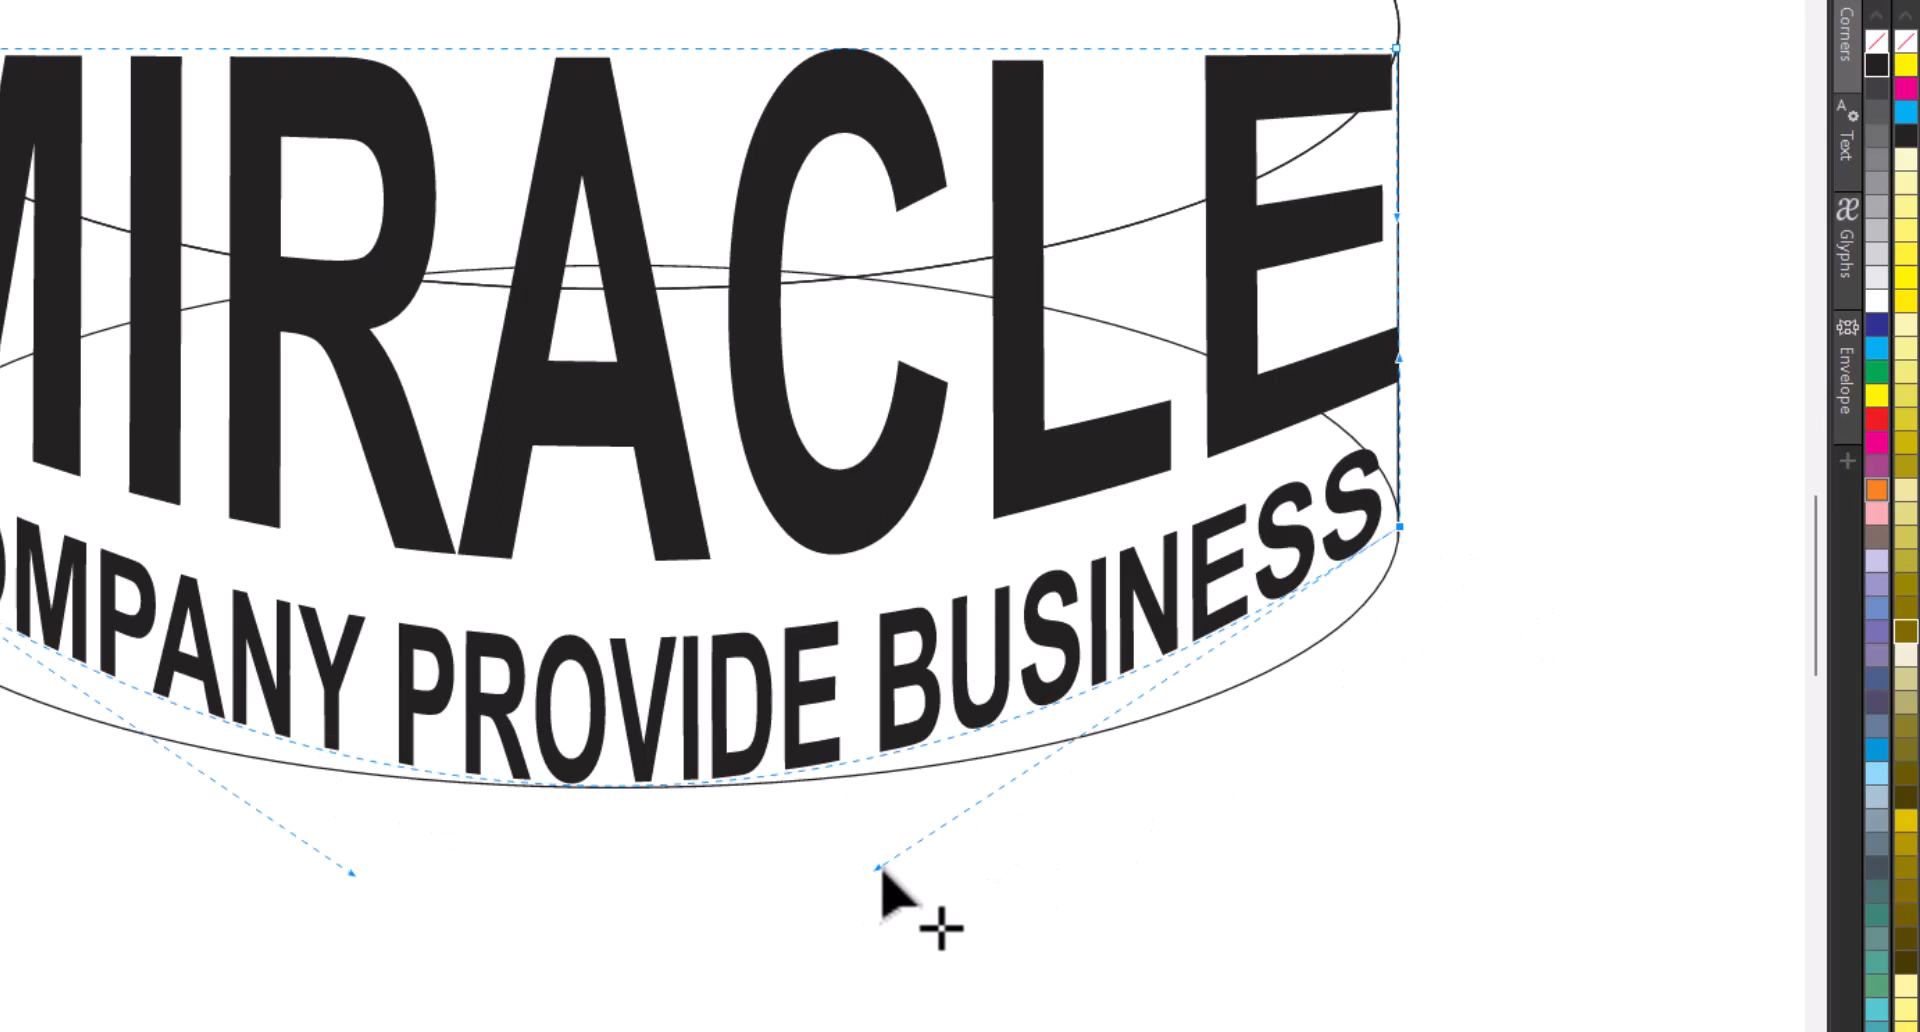 MIRACLE
OMPANY PROVIDE BUSINESS
Corners
Text
Glyphs
Envelope